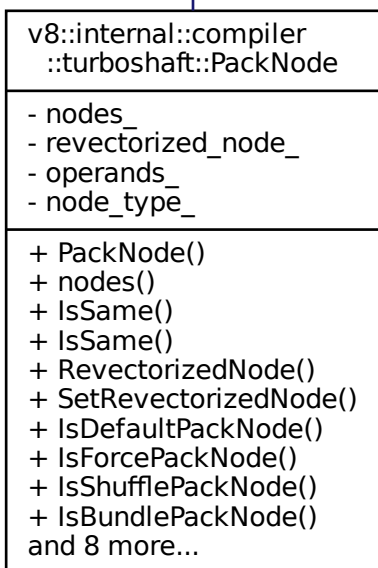 v8::internal::compiler
::turboshaft::PackNode
- nodes_
- revectorized_node_
- operands_
- node_type_
+ PackNode()
+ nodes()
+ IsSame()
+ IsSame()
+ RevectorizedNode()
+ SetRevectorizedNode()
+ IsDefaultPackNode()
+ IsForcePackNode()
+ IsShufflePackNode()
+ IsBundlePackNode()
and 8 more...